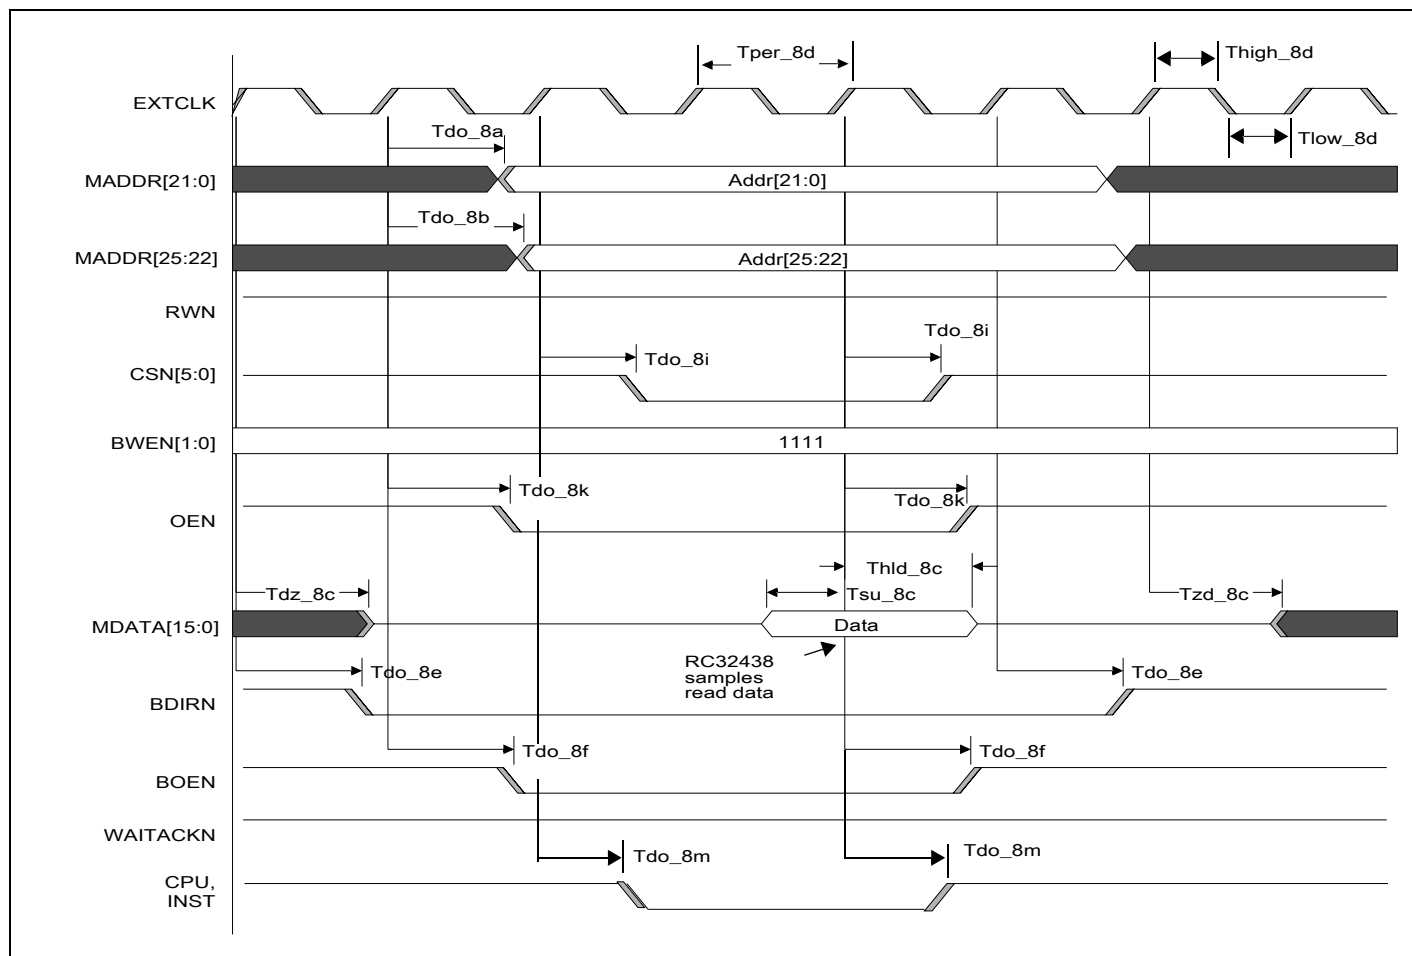 Tper_8d
Thigh_8d
EXTCLK
Tdo_8a
Tlow_8d
MADDR[21:0]
Addr[21:0]
Tdo_8b
MADDR[25:22]
Addr[25:22]
RWN
Tdo_8i
Tdo_8i
CSN[5:0]
BWEN[1:0]
1111
Tdo_8k
Tdo_8k
OEN
Thld_8c
Tdz_8c
Tsu_8c
Tzd_8c
MDATA[15:0]
Data
RC32438
samples
read data
Tdo_8e
Tdo_8e
BDIRN
Tdo_8f
Tdo_8f
BOEN
WAITACKN
Tdo_8m
Tdo_8m
CPU,
INST